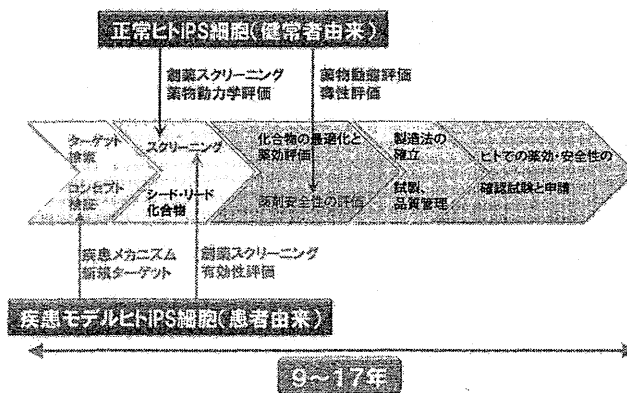 正常ヒトiPS細胞(健常者由来)
創薬スクリーニング
薬物動力学評価
薬物動態評価
毒性評価
ターゲット
検索
コンセプト
検証
スクリーニング
シード・リード
化合物
化合物の最適化と
薬効評価
薬剤安全性の評価
製造法の
確立
試製、
品質管理
ヒトでの薬効・安全性の
確認試験と申請
疾患メカニズム
新規ターゲット
創薬スクリーニング
有効性評価
疾患モデルヒトiPS細胞(患者由来)
9～17年